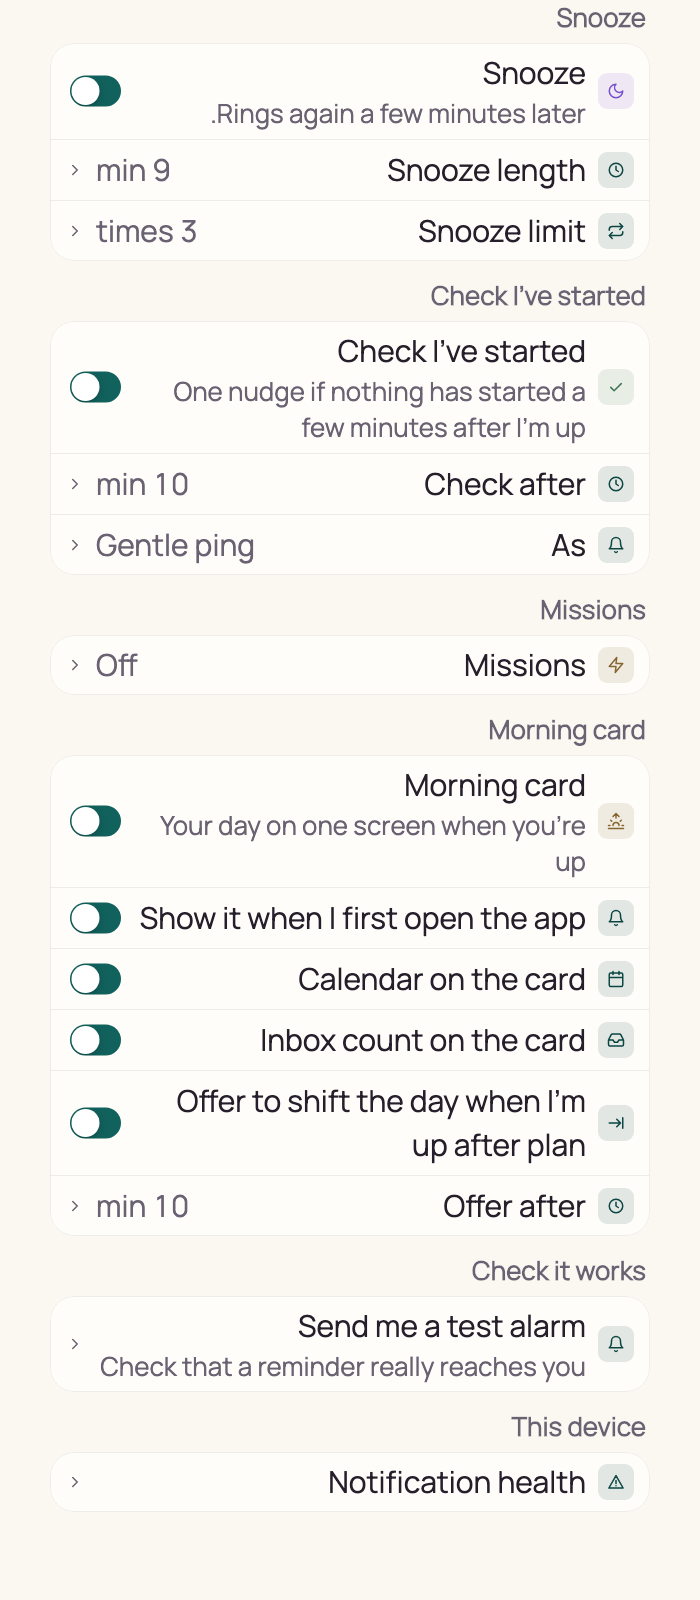 Snooze
Snooze
.Rings again a few minutes later
Snooze length
min 9
Snooze limit
times 3
Check I've started
Check I've started
One nudge if nothing has started a
few minutes after I'm up
Check after
min 10
As
Gentle ping
Missions
Missions
Off
Morning card
Morning card
Your day on one screen when you're
up
Show it when I first open the app
Calendar on the card
Inbox count on the card
Offer to shift the day when I'm
up after plan
Offer after
min 10
Check it works
Send me a test alarm
Check that a reminder really reaches you
This device
Notification health